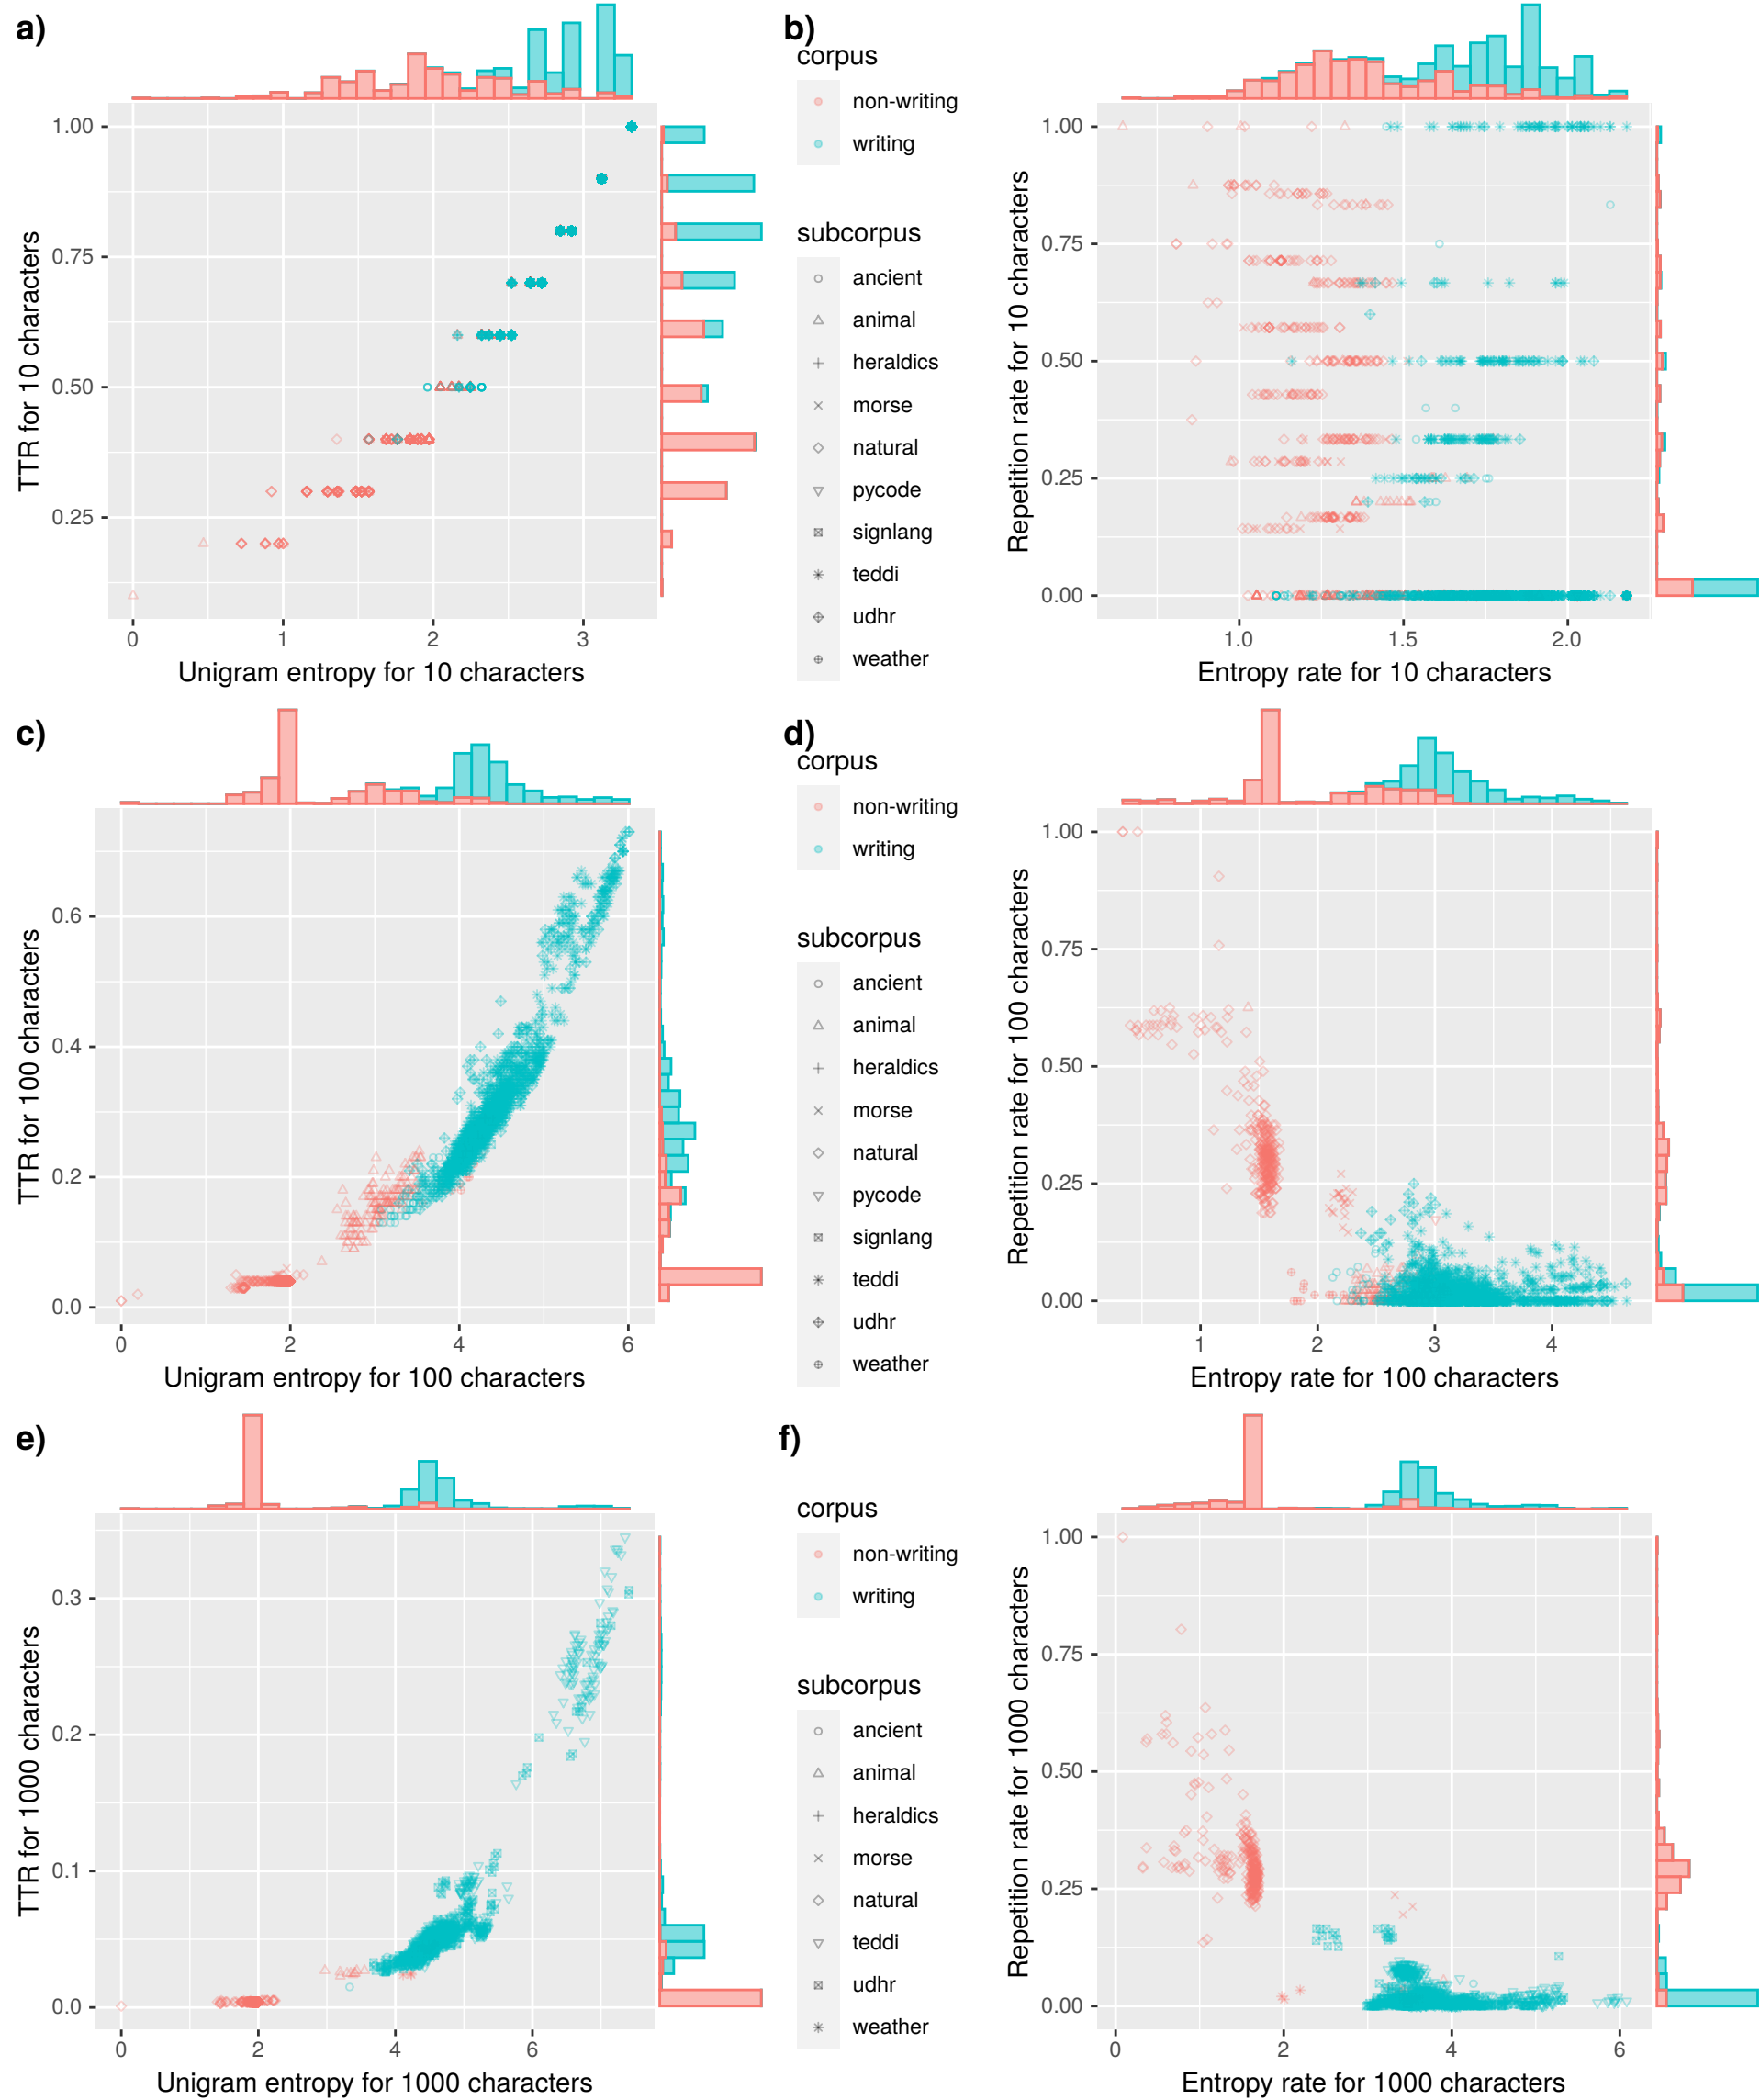 a)
TTR for 10 characters
1.00
0.75
0.50
0.25
0 1 2 3
Unigram entropy for 10 characters
corpus
non-writing
writing
subcorpus
ancient
animal
heraldics
morse
natural
pycode
signlang
teddi
udhr
weather
b)
Repetition rate for 10 characters
1.00
0.75
0.50
0.25
0.00
1.0 1.5 2.0
Entropy rate for 10 characters
c)
TTR for 100 characters
0.6
0.4
0.2
0.0
0 2 4 6
Unigram entropy for 100 characters
corpus
non-writing
writing
subcorpus
ancient
animal
heraldics
morse
natural
pycode
signlang
teddi
udhr
weather
d)
Repetition rate for 100 characters
1.00
0.75
0.50
0.25
0.00
1 2 3 4
Entropy rate for 100 characters
e)
TTR for 1000 characters
0.3
0.2
0.1
0.0
0 2 4 6
Unigram entropy for 1000 characters
corpus
non-writing
writing
subcorpus
ancient
animal
heraldics
morse
natural
teddi
udhr
weather
f)
Repetition rate for 1000 characters
1.00
0.75
0.50
0.25
0.00
0 2 4 6
Entropy rate for 1000 characters